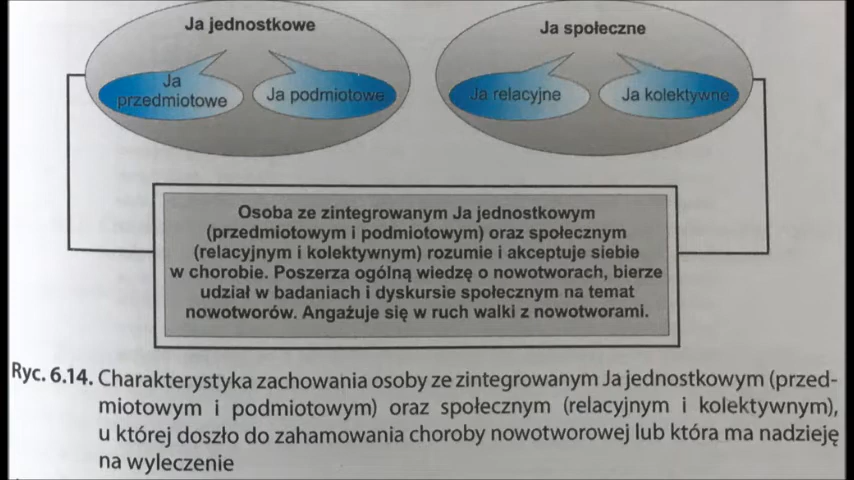 Ja jednostkowe
Ja społeczne
Ja
przedmiotowe
Ja podmiotowe
Ja relacyjne
Ja kolektywne
Osoba ze zintegrowanym Ja jednostkowym
(przedmiotowym i podmiotowym) oraz społecznym
(relacyjnym i kolektywnym) rozumie i akceptuje siebie
w chorobie. Poszerza ogólną wiedzę o nowotworach, bierze
udział w badaniach i dyskursie społecznym na temat
nowotworów. Angażuje się w ruch walki z nowotworami.
Ryc. 6.14. Charakterystyka zachowania osoby ze zintegrowanym Ja jednostkowym (przed-
miotowym i podmiotowym) oraz społecznym (relacyjnym i kolektywnym),
u której doszło do zahamowania choroby nowotworowej lub która ma nadzieję
na wyleczenie